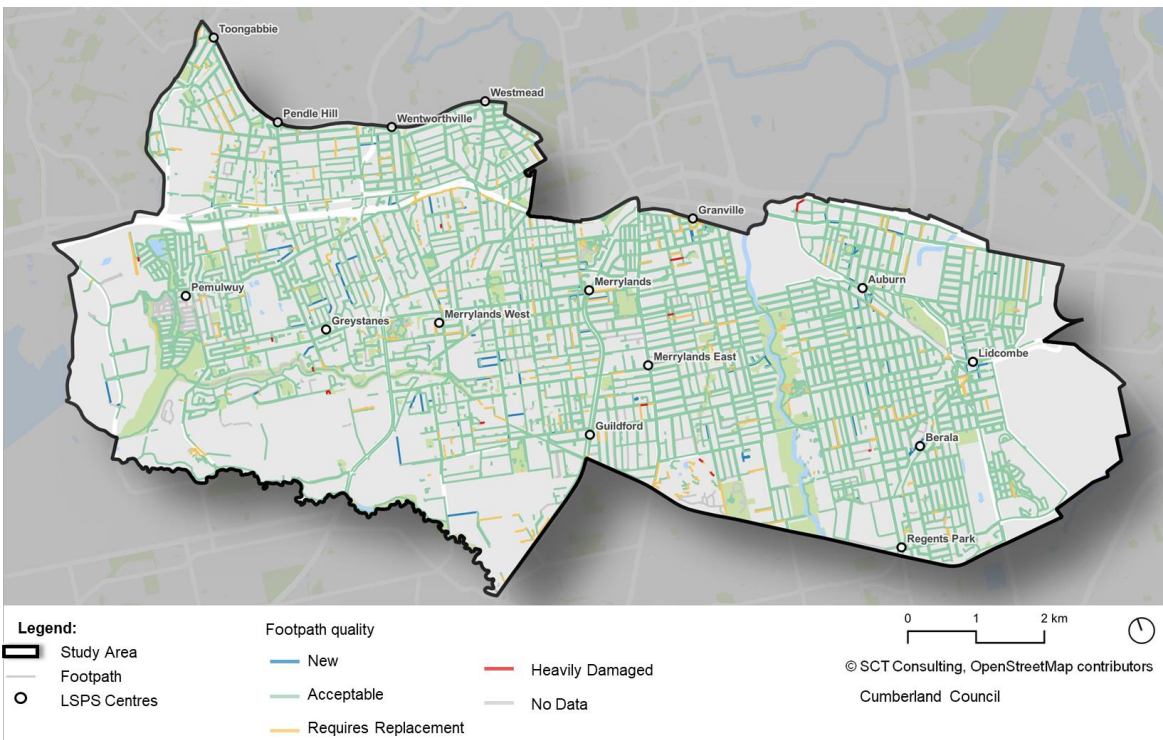 Toongabbie
Westmead
Pendle Hill
Wentworthville
Granville
Auburn
Merrylands
Pemulwuy
Greystanes
Merrylands West
Merrylands East
Lidcombe
Guildford
Berala
Regents Park
Legend:
Study Area
Footpath
LSPS Centres
Footpath quality
New
Acceptable
Requires Replacement
Heavily Damaged
No Data
0 1 2 km
© SCT Consulting, OpenStreetMap contributors
Cumberland Council